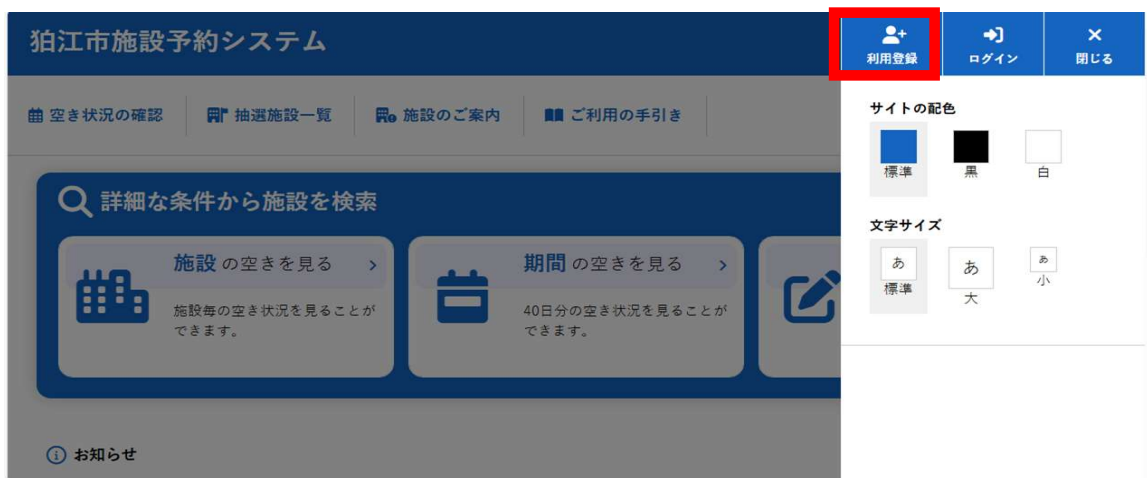 狛江市施設予約システム
利用登録
ログイン
閉じる
空き状況の確認
抽選施設一覧
施設のご案内
ご利用の手引き
詳細な条件から施設を検索
施設 の空きを見る
施設毎の空き状況を見ることが
できます。
期間 の空きを見る
40日分の空き状況を見ることが
できます。
お知らせ
サイトの配色
標準
黒
白
文字サイズ
あ
標準
あ
大
あ
小